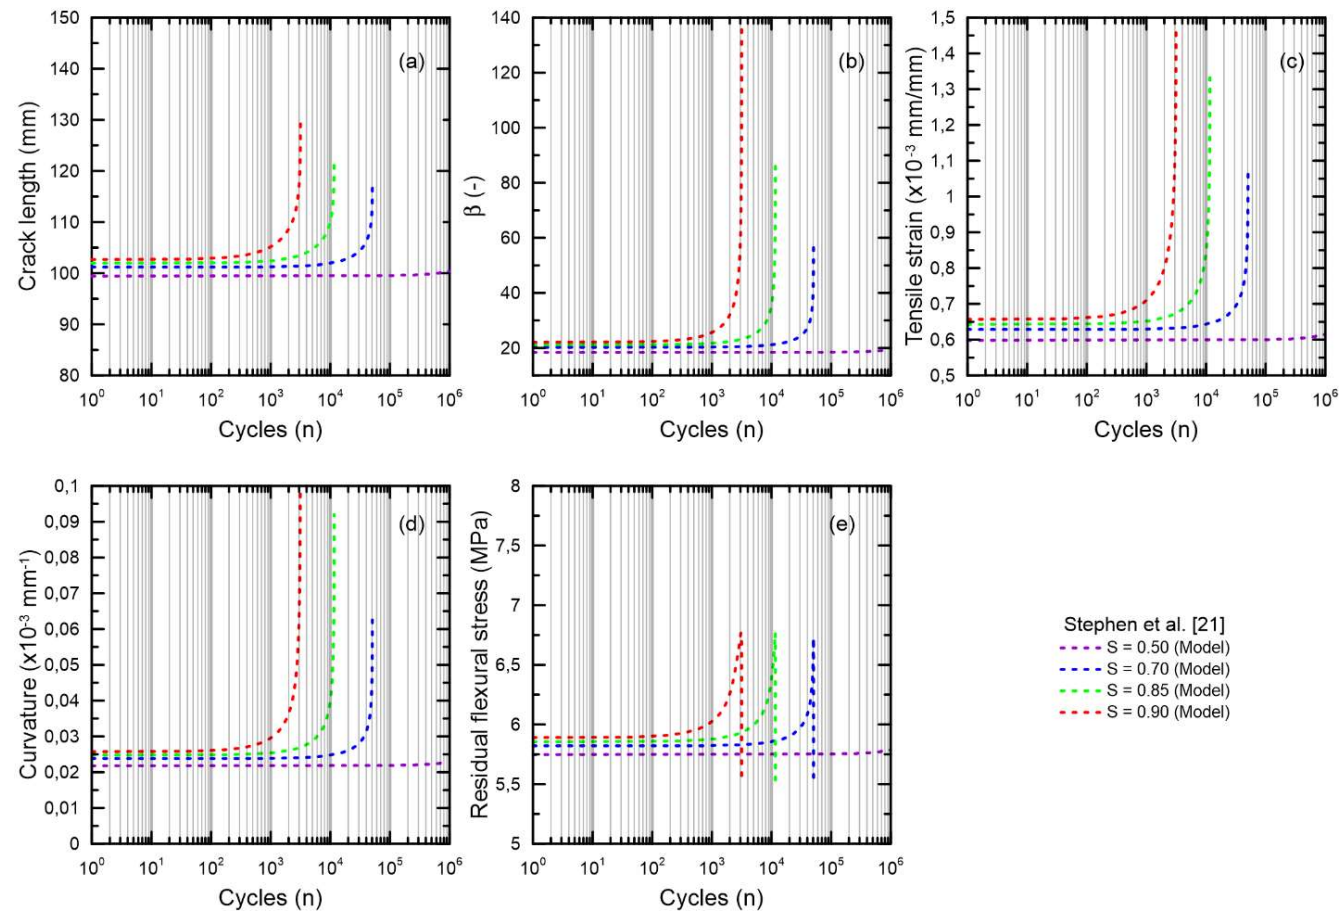 150
140
130
120
110
100
90
80
Crack length (mm)
(a)
10⁰ 10¹ 10² 10³ 10⁴ 10⁵ 10⁶
Cycles (n)
140
120
100
80
60
40
20
β (-)
(b)
10⁰ 10¹ 10² 10³ 10⁴ 10⁵ 10⁶
Cycles (n)
1,5
1,4
1,3
1,2
1,1
1
0,9
0,8
0,7
0,6
0,5
Tensile strain (x10⁻³ mm/mm)
(c)
10⁰ 10¹ 10² 10³ 10⁴ 10⁵ 10⁶
Cycles (n)
0,1
0,09
0,08
0,07
0,06
0,05
0,04
0,03
0,02
0,01
0
Curvature (x10⁻³ mm⁻¹)
(d)
10⁰ 10¹ 10² 10³ 10⁴ 10⁵ 10⁶
Cycles (n)
8
7,5
7
6,5
6
5,5
5
Residual flexural stress (MPa)
(e)
10⁰ 10¹ 10² 10³ 10⁴ 10⁵ 10⁶
Cycles (n)
Stephen et al. [21]
S = 0.50 (Model)
S = 0.70 (Model)
S = 0.85 (Model)
S = 0.90 (Model)